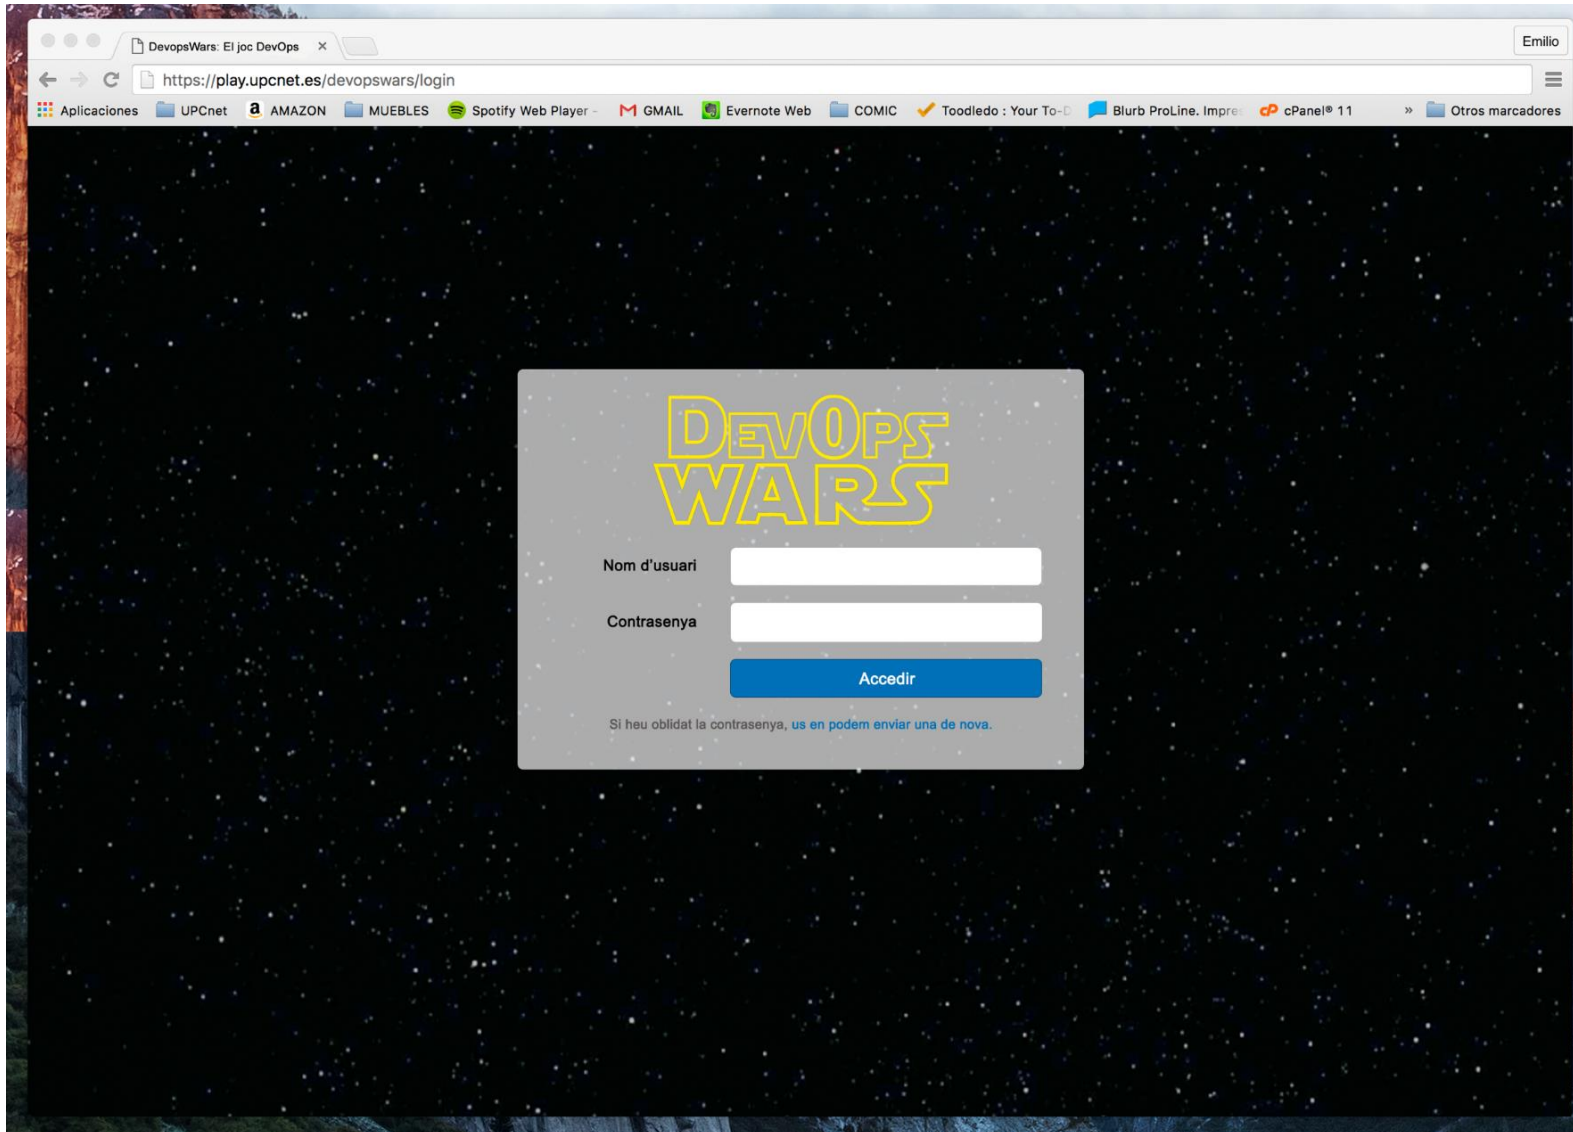 DevopsWars: El joc DevOps
Emilio
https://play.upcnet.es/devopswars/login
Aplicaciones UPCnet AMAZON MUEBLES Spotify Web Player - GMAIL Evernote Web COMIC Toodledo : Your To-D Blurb ProLine. Impres cPanel® 11 » Otros marcadores
DEVOPS
WARS
Nom d'usuari
Contrasenya
Accedir
Si heu oblidat la contrasenya, us en podem enviar una de nova.